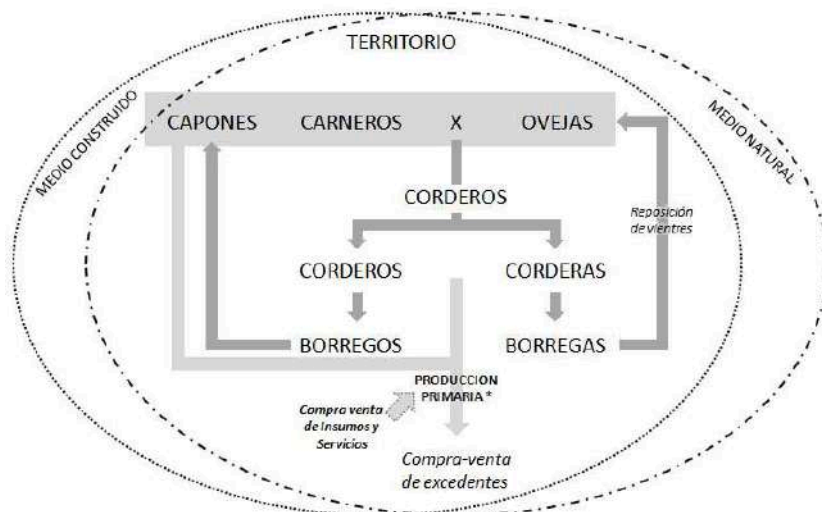 TERRITORIO
MEDIO CONSTRUIDO
MEDIO NATURAL
CAPONES CARNEROS X OVEJAS
CORDEROS
Reposición
de vientres
CORDEROS CORDERAS
BORREGOS BORREGAS
PRODUCCION
PRIMARIA *
Compra venta
de Insumos y
Servicios
Compra-venta
de excedentes